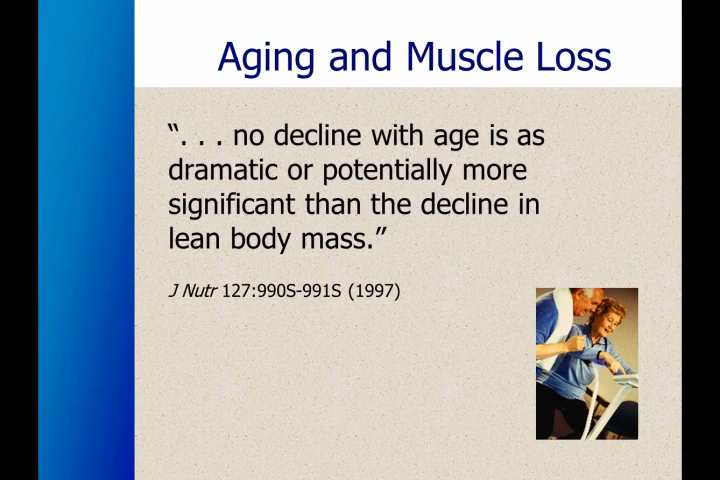 Aging and Muscle Loss
“. . . no decline with age is as
dramatic or potentially more
significant than the decline in
lean body mass.”
J Nutr 127:990S-991S (1997)